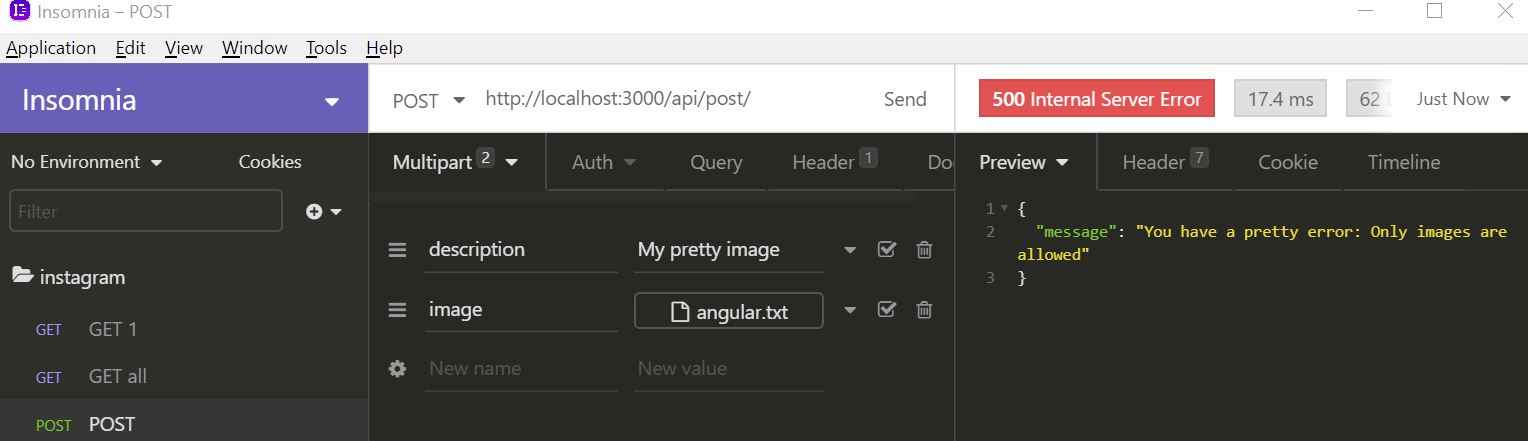 Insomnia – POST
Application Edit View Window Tools Help
Insomnia
POST http://localhost:3000/api/post/ Send
500 Internal Server Error 17.4 ms 62 Just Now
No Environment Cookies
Multipart 2 Auth Query Header 1 Do
Preview Header 7 Cookie Timeline
Filter
1 {
2 "message": "You have a pretty error: Only images are
allowed"
3 }
description My pretty image
image angular.txt
New name New value
instagram
GET GET 1
GET GET all
POST POST